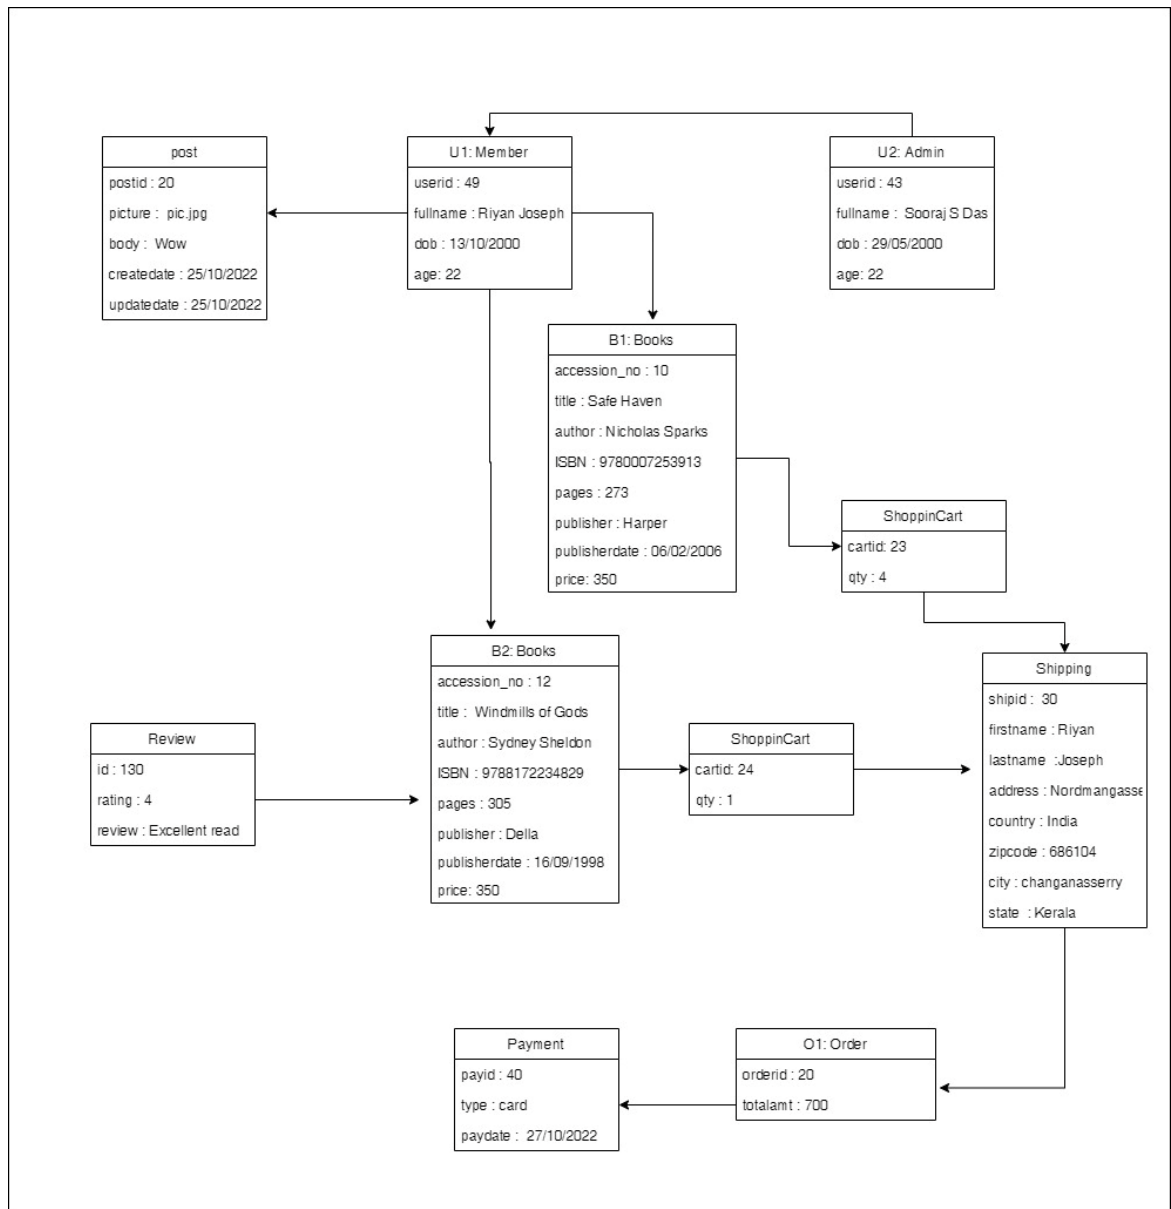 post
postid : 20
picture :  pic.jpg
body :  Wow
createdate : 25/10/2022
updatedate : 25/10/2022
U1: Member
userid : 49
fullname : Riyan Joseph
dob : 13/10/2000
age: 22
U2: Admin
userid : 43
fullname :  Sooraj S Das
dob : 29/05/2000
age: 22
B1: Books
accession_no : 10
title : Safe Haven
author : Nicholas Sparks
ISBN : 9780007253913
pages : 273
publisher : Harper
publisherdate : 06/02/2006
price: 350
ShoppinCart
cartid: 23
qty : 4
Review
id : 130
rating : 4
review : Excellent read
B2: Books
accession_no : 12
title :  Windmills of Gods
author : Sydney Sheldon
ISBN : 9788172234829
pages : 305
publisher : Della
publisherdate : 16/09/1998
price: 350
ShoppinCart
cartid: 24
qty : 1
Shipping
shipid :  30
firstname : Riyan
lastname  :Joseph
address : Nordmangasse
country : India
zipcode : 686104
city : changanasserry
state  : Kerala
Payment
payid : 40
type : card
paydate :  27/10/2022
O1: Order
orderid : 20
totalamt : 700